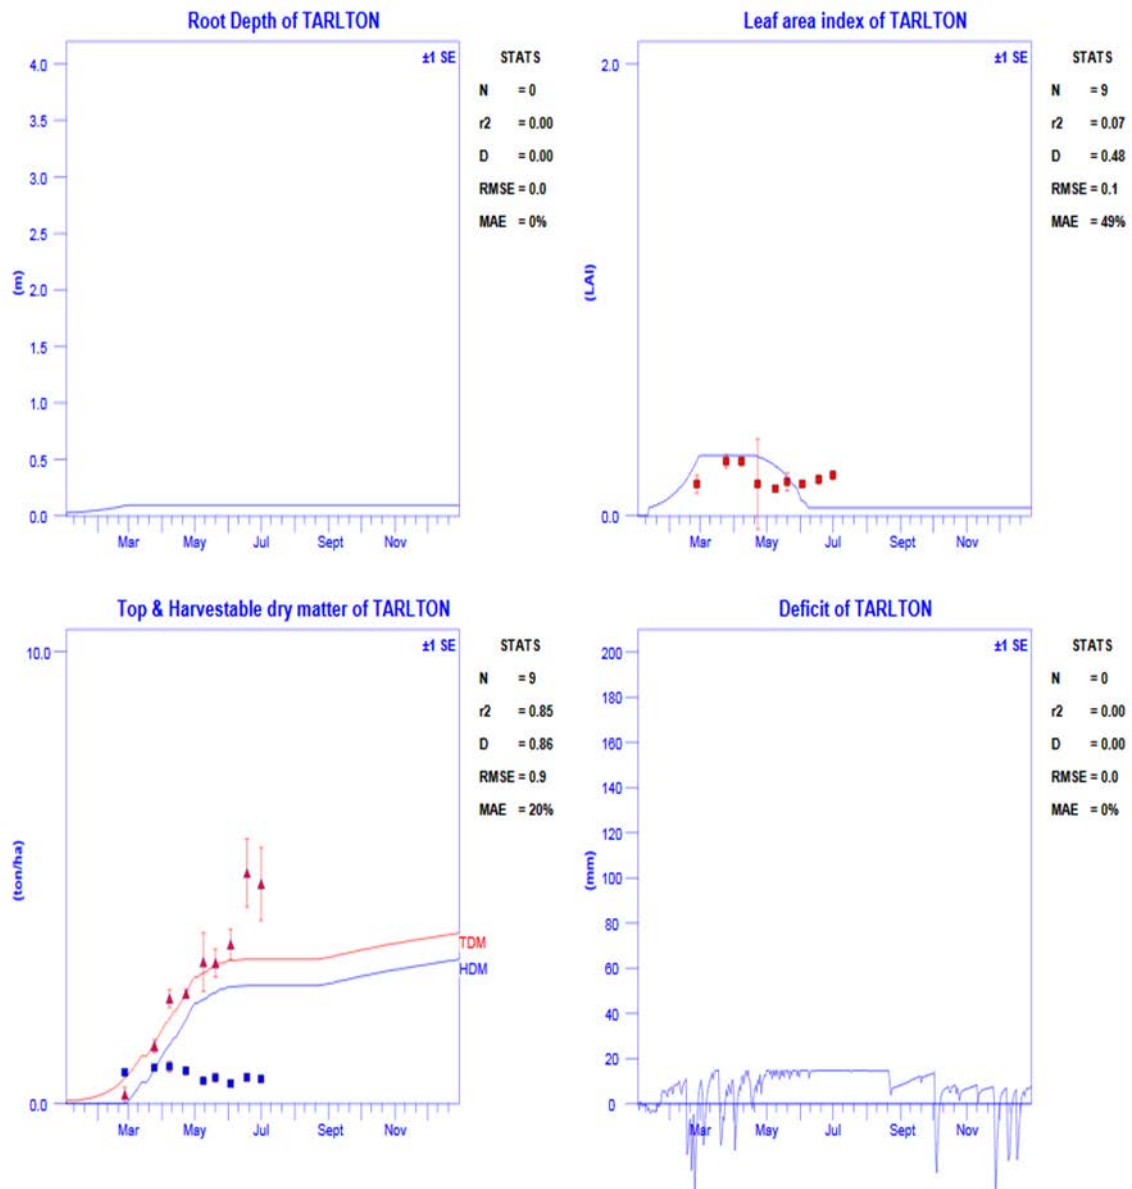 Root Depth of TARLTON
±1 SE
STATS
N = 0
r2 = 0.00
D = 0.00
RMSE = 0.0
MAE = 0%
4.0
3.5
3.0
2.5
2.0
1.5
1.0
0.5
0.0
(m)
Mar May Jul Sept Nov
Leaf area index of TARLTON
±1 SE
STATS
N = 9
r2 = 0.07
D = 0.48
RMSE = 0.1
MAE = 49%
2.0
0.0
(LAI)
Mar May Jul Sept Nov
Top & Harvestable dry matter of TARLTON
±1 SE
STATS
N = 9
r2 = 0.85
D = 0.86
RMSE = 0.9
MAE = 20%
10.0
0.0
(ton/ha)
TDM
HDM
Mar May Jul Sept Nov
Deficit of TARLTON
±1 SE
STATS
N = 0
r2 = 0.00
D = 0.00
RMSE = 0.0
MAE = 0%
200
180
160
140
120
100
80
60
40
20
0
(mm)
Mar May Jul Sept Nov